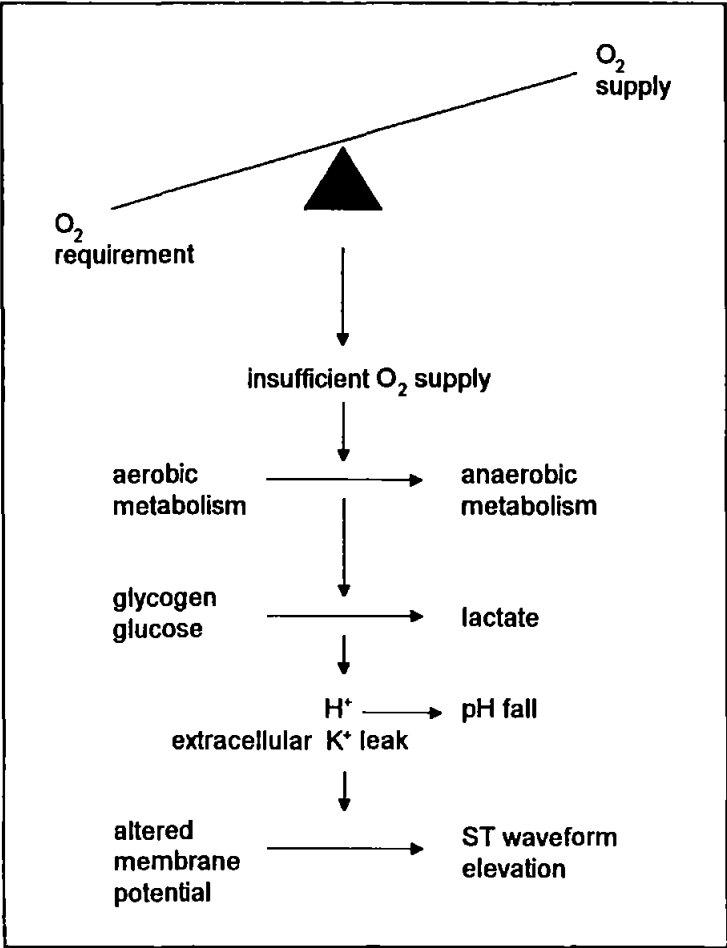 O₂
supply
O₂
requirement
insufficient O₂ supply
aerobic
metabolism
anaerobic
metabolism
glycogen
glucose
lactate
H⁺
pH fall
extracellular K⁺ leak
altered
membrane
potential
ST waveform
elevation